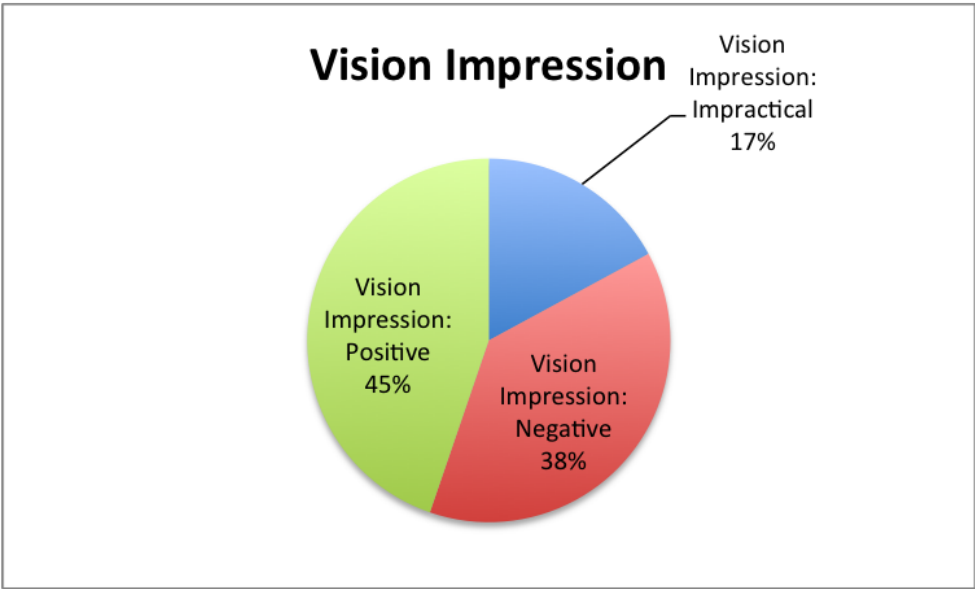 Vision Impression
Vision
Impression:
Impractical
17%
Vision
Impression:
Positive
45%
Vision
Impression:
Negative
38%